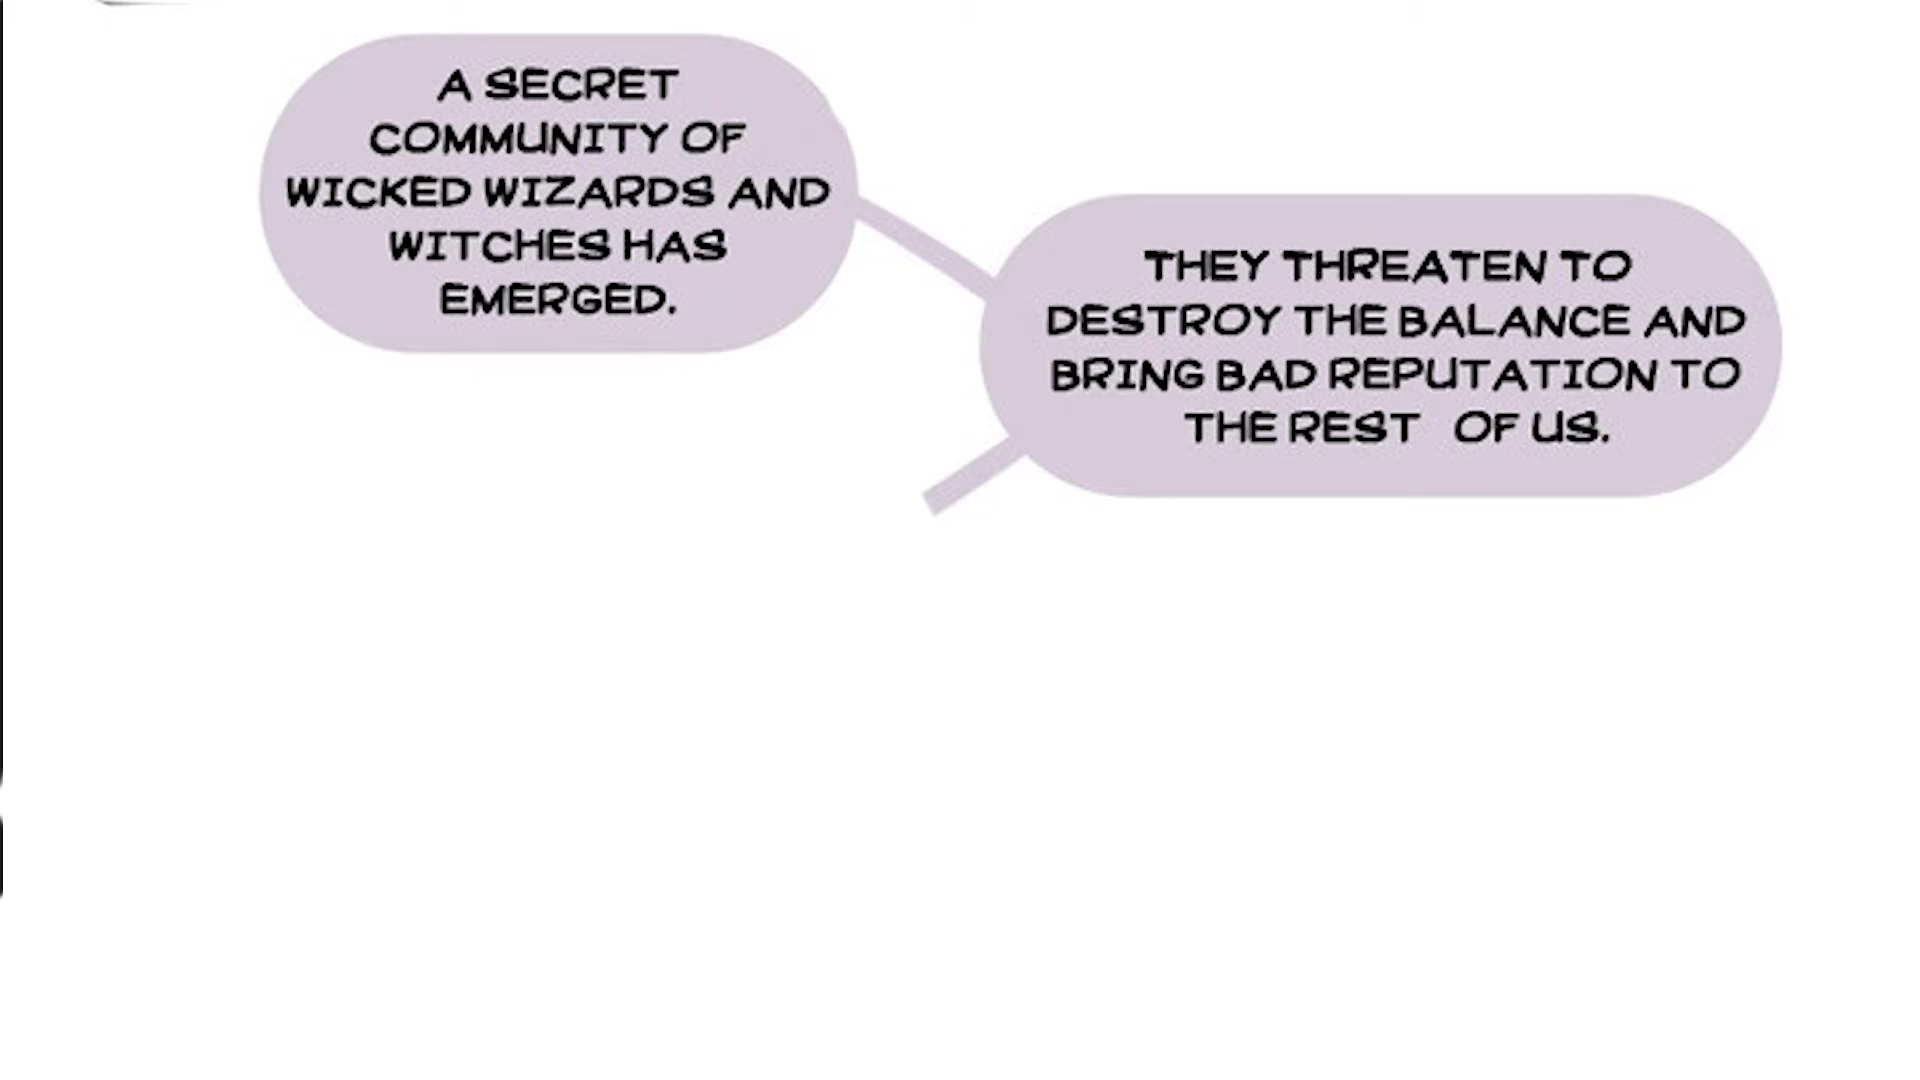 A SECRET
COMMUNITY OF
WICKED WIZARDS AND
WITCHES HAS
EMERGED.
THEY THREATEN TO
DESTROY THE BALANCE AND
BRING BAD REPUTATION TO
THE REST OF US.